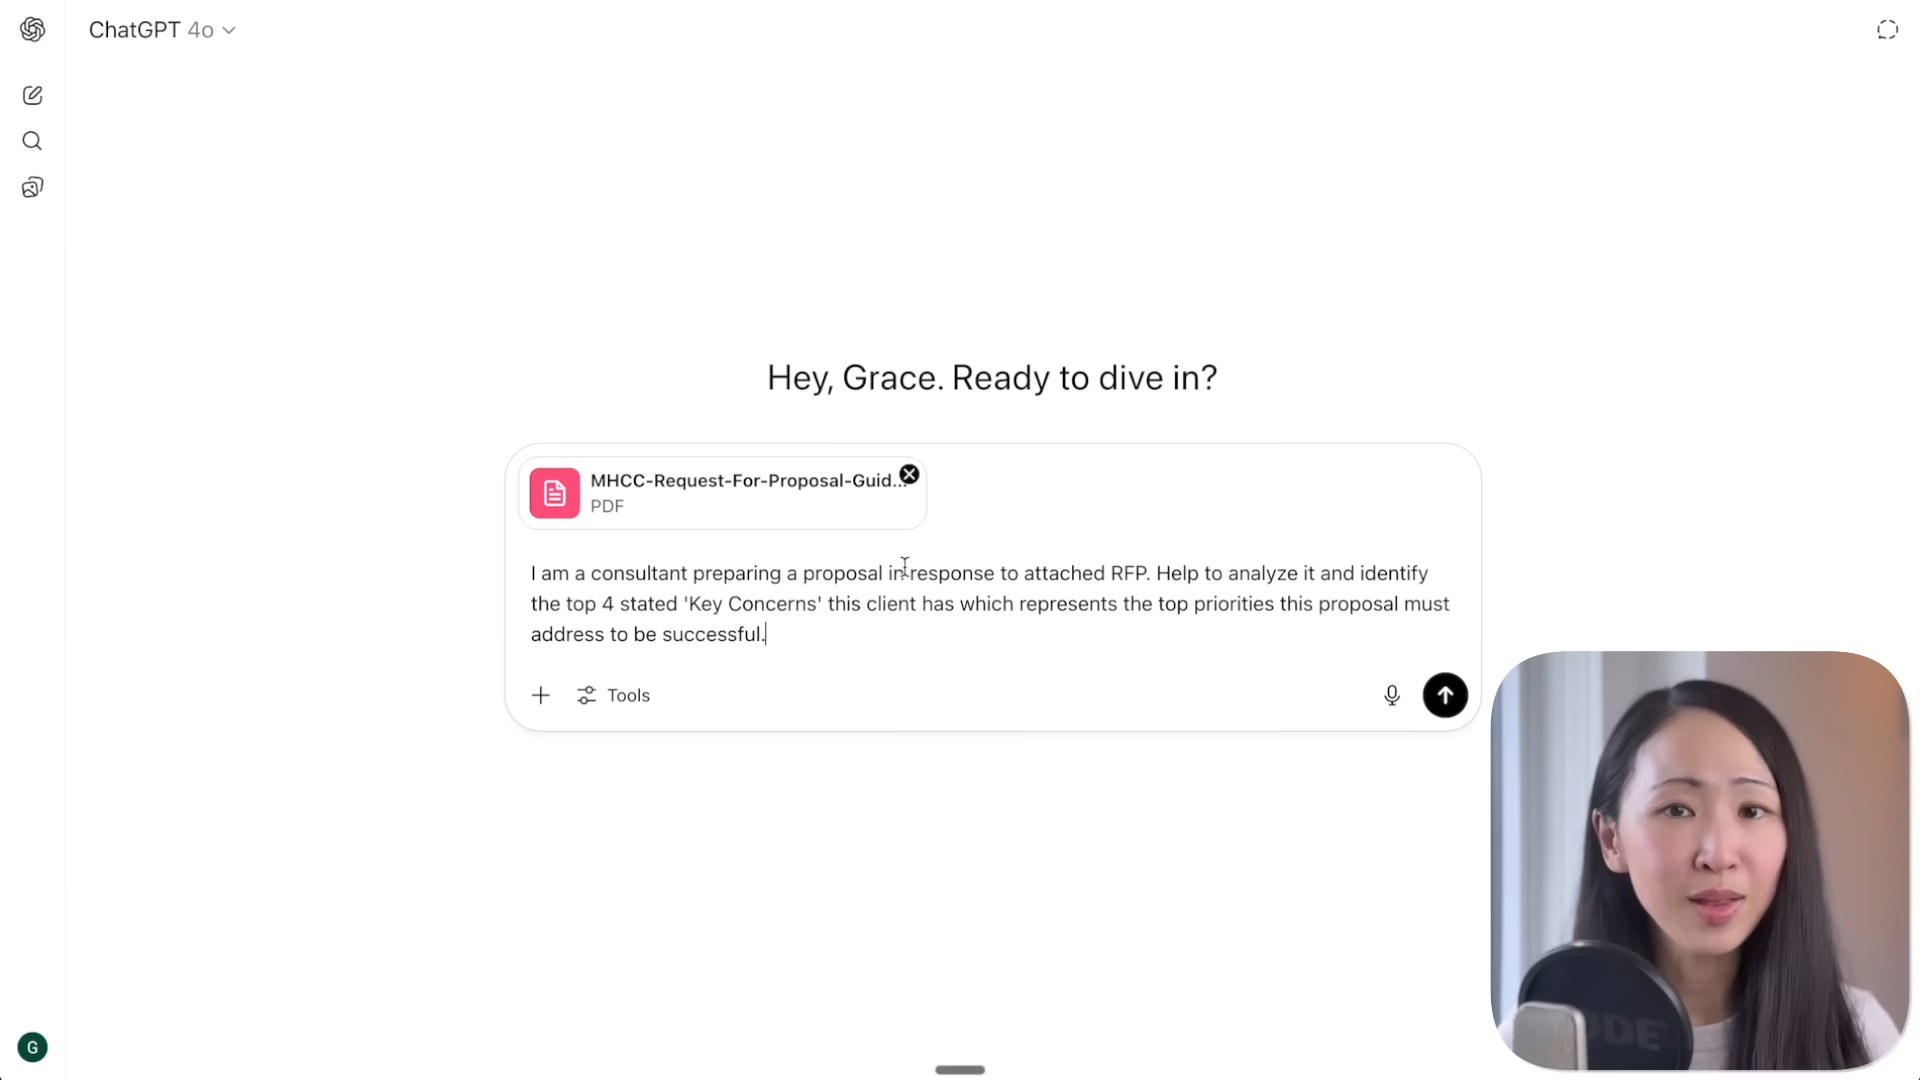 ChatGPT 4o
Hey, Grace. Ready to dive in?
MHCC-Request-For-Proposal-Guid...
PDF
I am a consultant preparing a proposal in response to attached RFP. Help to analyze it and identify
the top 4 stated 'Key Concerns' this client has which represents the top priorities this proposal must
address to be successful.
Tools
G